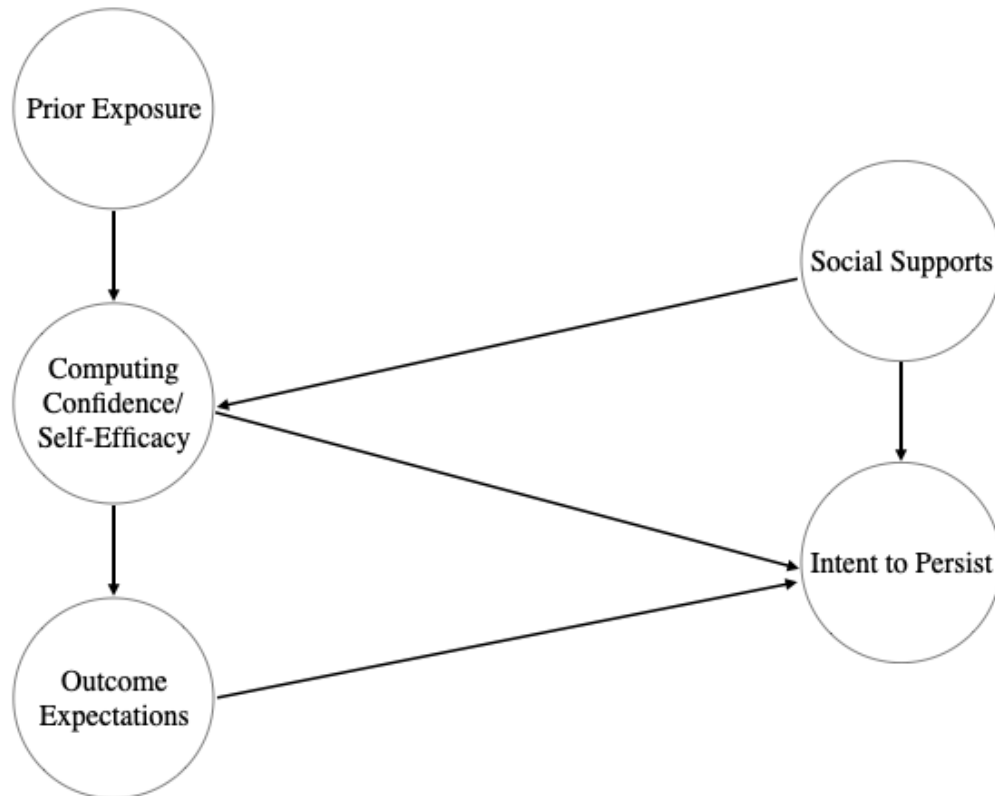 Prior Exposure
Social Supports
Computing
Confidence/
Self-Efficacy
Intent to Persist
Outcome
Expectations